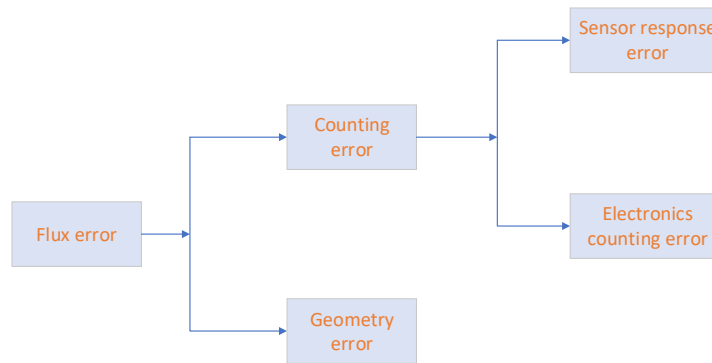 Sensor response
error
Counting
error
Flux error
Electronics
counting error
Geometry
error